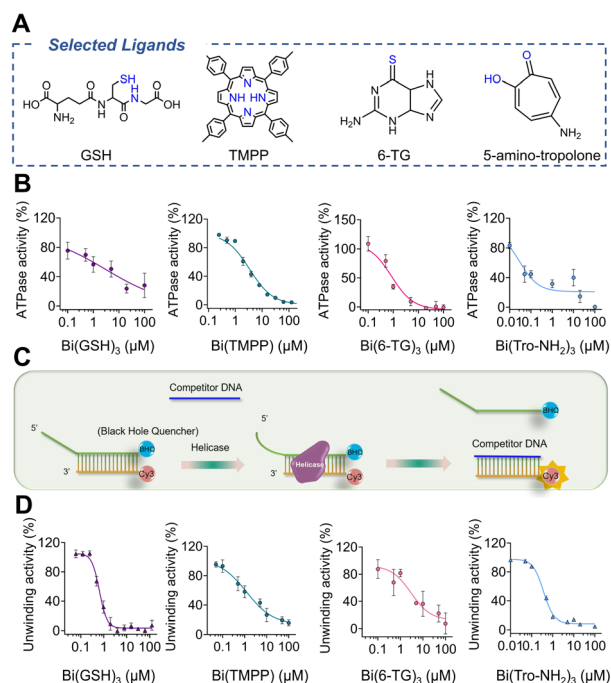 A
Selected Ligands
SH
O
O
O
HO
N
H
H
N
OH
NH2
O
GSH
N
NH
HN
N
TMPP
S
N
H
N
H2N
N
H
N
6-TG
O
HO
NH2
5-amino-tropolone
B
ATPase activity (%)
120
80
40
0
0.1
1
10
100
Bi(GSH)3 (μM)
ATPase activity (%)
120
80
40
0
1
10
100
Bi(TMPP) (μM)
ATPase activity (%)
150
100
50
0
0.1
1
10
100
Bi(6-TG)3 (μM)
ATPase activity (%)
120
80
40
0
0.01
0.1
1
10
100
Bi(Tro-NH2)3 (μM)
C
Competitor DNA
5'
(Black Hole Quencher)
BHQ
3'
Cy3
Helicase
5'
BHQ
Helicase
3'
Cy3
BHQ
Competitor DNA
Cy3
D
Unwinding activity (%)
120
80
40
0
0.1
1
10
100
Bi(GSH)3 (μM)
Unwinding activity (%)
120
80
40
0
0.1
1
10
100
Bi(TMPP) (μM)
Unwinding activity (%)
120
80
40
0
0.1
1
10
100
Bi(6-TG)3 (μM)
Unwinding activity (%)
120
80
40
0
0.01
0.1
1
10
100
Bi(Tro-NH2)3 (μM)